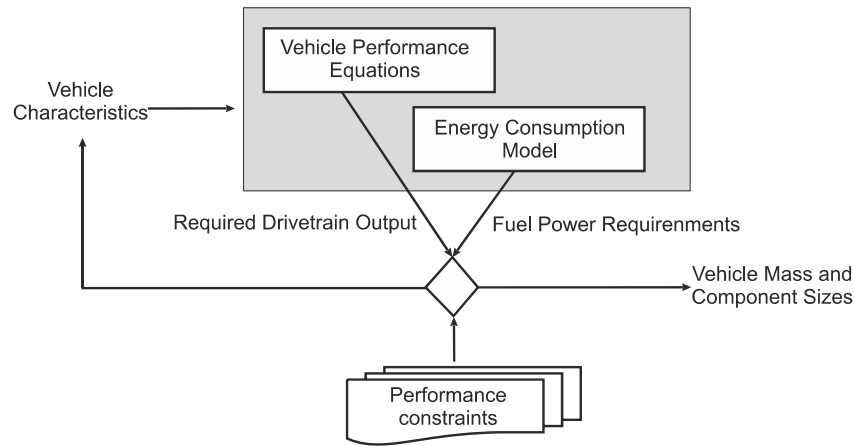 Vehicle Performance
Equations
Vehicle
Characteristics
Energy Consumption
Model
Required Drivetrain Output
Fuel Power Requirenments
Vehicle Mass and
Component Sizes
Performance
constraints